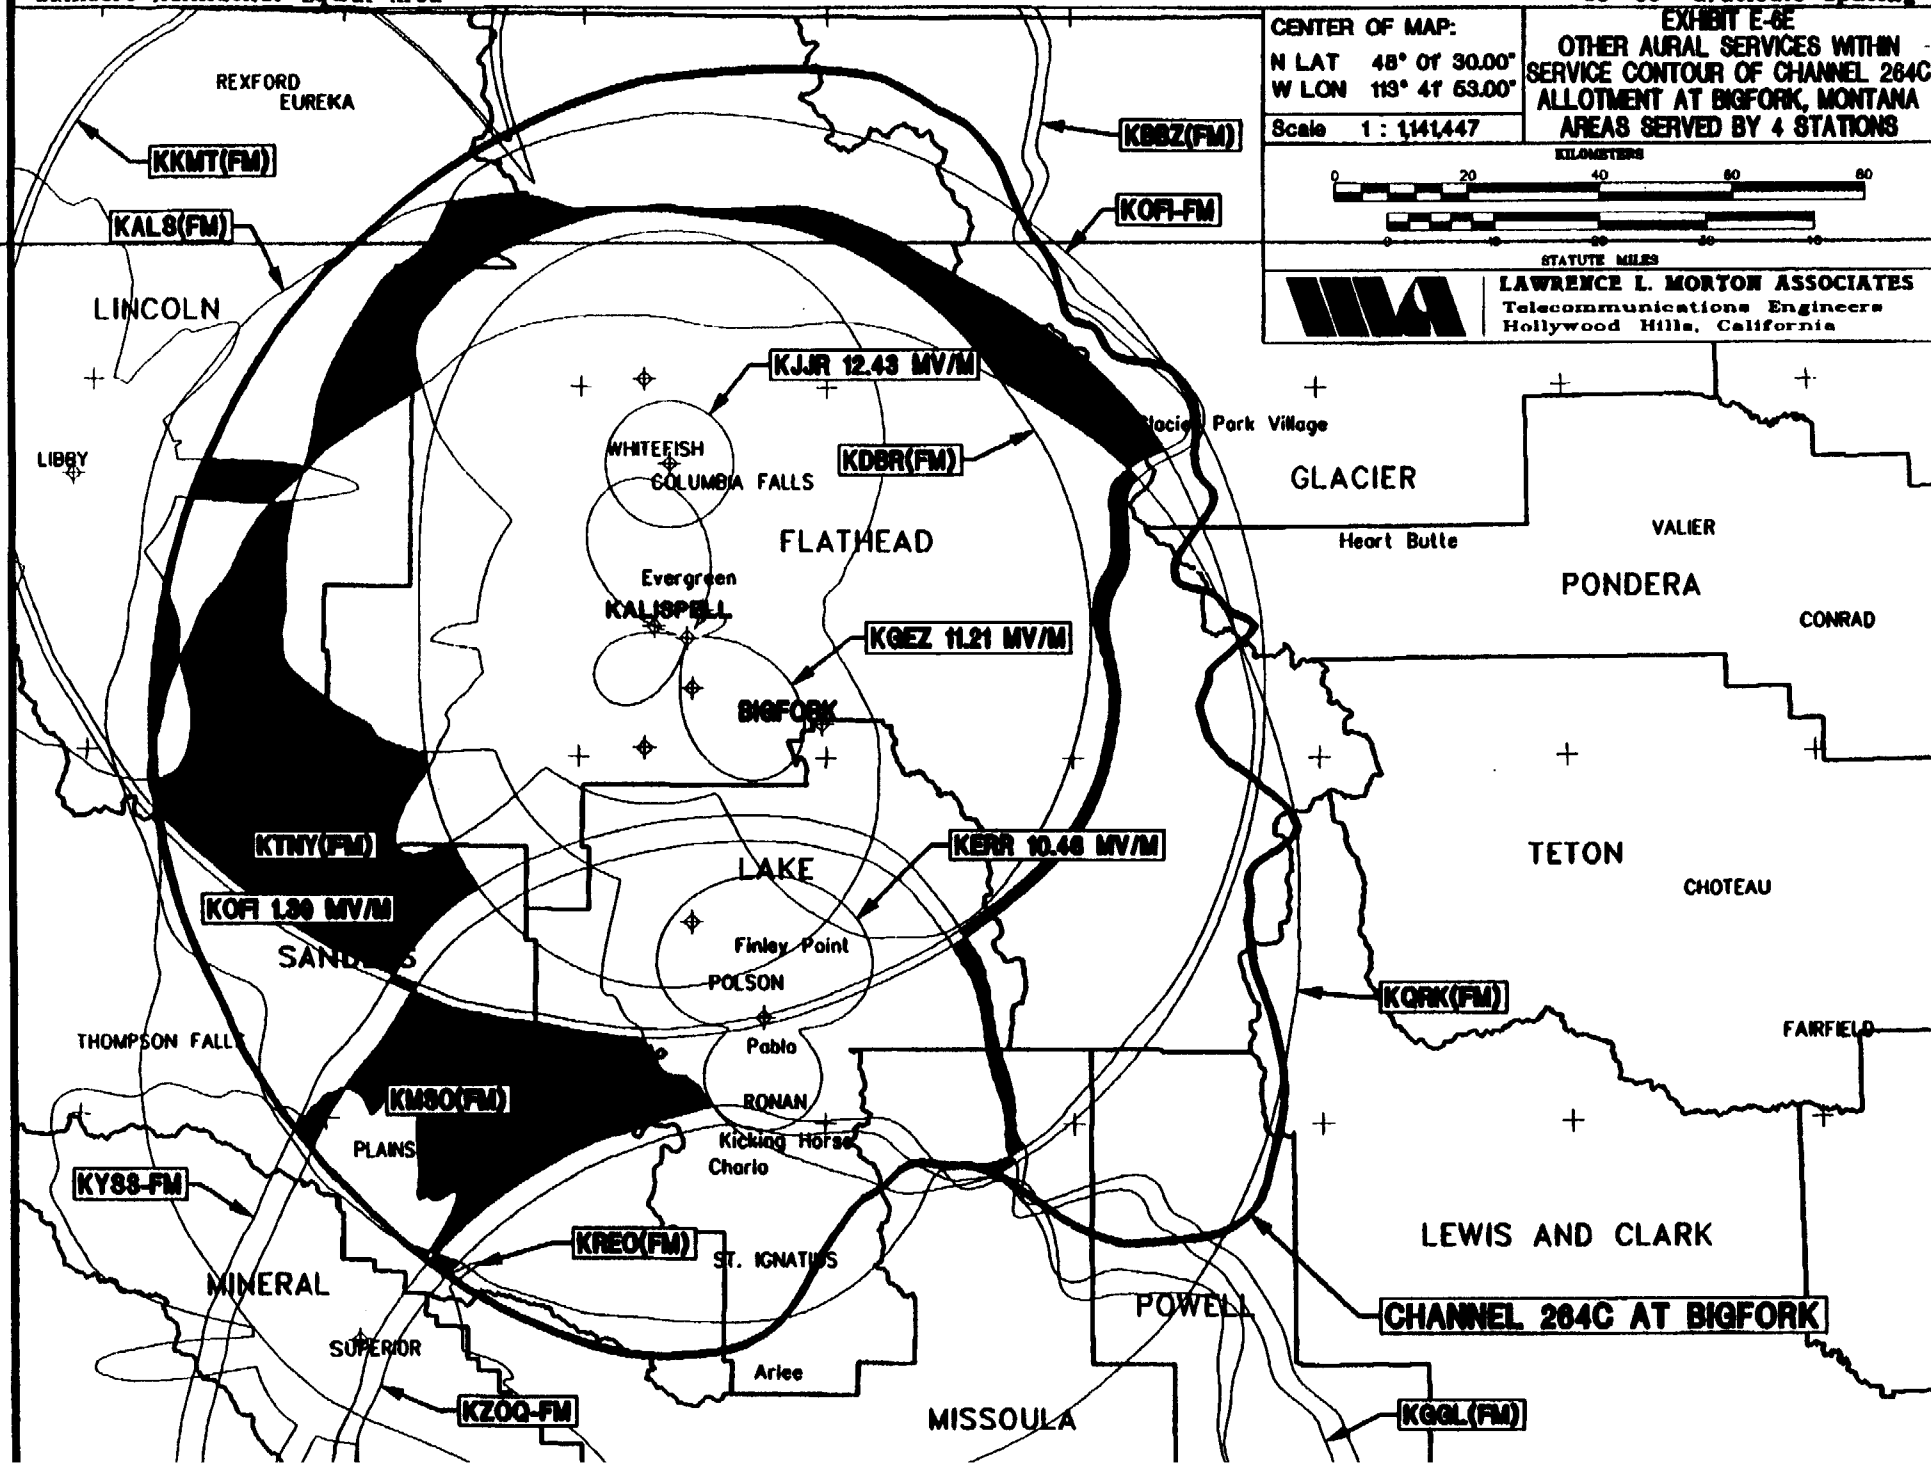 CENTER OF MAP:
N LAT 48° 01' 30.00"
W LON 113° 41' 53.00"
Scale 1 : 1,141,447
EXHIBIT E-6E
OTHER AURAL SERVICES WITHIN
SERVICE CONTOUR OF CHANNEL 264C
ALLOTMENT AT BIGFORK, MONTANA
AREAS SERVED BY 4 STATIONS
KILOMETERS
0 20 40 60 80
STATUTE MILES
LAWRENCE L. MORTON ASSOCIATES
Telecommunications Engineers
Hollywood Hills, California
REXFORD
EUREKA
KKMT(FM)
KBBZ(FM)
KALS(FM)
KOFI-FM
LINCOLN
KJJR 12.43 MV/M
Glacier Park Village
WHITEFISH
LIBBY
KDBR(FM)
COLUMBIA FALLS
GLACIER
FLATHEAD
Heart Butte
VALIER
Evergreen
PONDERA
KALISPELL
CONRAD
KGEZ 11.21 MV/M
BIGFORK
KTNY(FM)
KERR 10.46 MV/M
TETON
LAKE
CHOTEAU
KOFI 1.30 MV/M
Finley Point
SANDERS
POLSON
KQRK(FM)
FAIRFIELD
THOMPSON FALLS
Pablo
KMSO(FM)
RONAN
PLAINS
Kicking Horse
Charlo
KYSS-FM
KREO(FM)
ST. IGNATIUS
LEWIS AND CLARK
MINERAL
POWELL
CHANNEL 264C AT BIGFORK
SUPERIOR
Arlee
KZOQ-FM
MISSOULA
KGGL(FM)